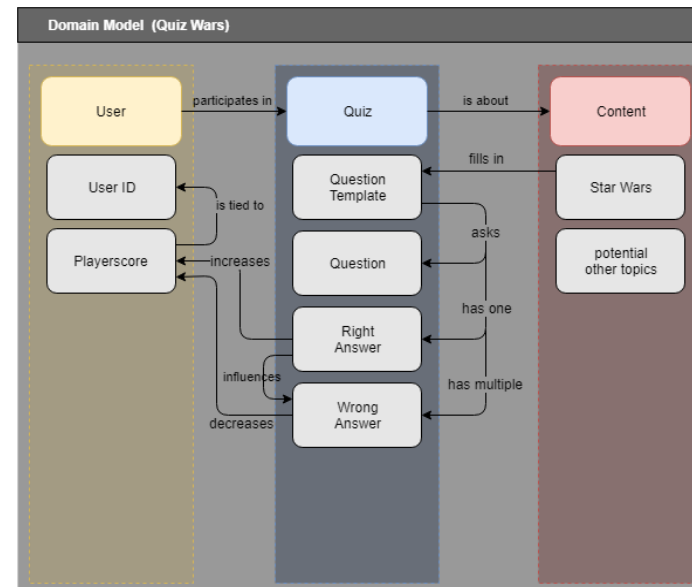 Domain Model (Quiz Wars)
User
participates in
Quiz
is about
Content
fills in
User ID
Question
Template
Star Wars
is tied to
asks
Playerscore
increases
Question
potential
other topics
has one
Right
Answer
influences
has multiple
Wrong
Answer
decreases